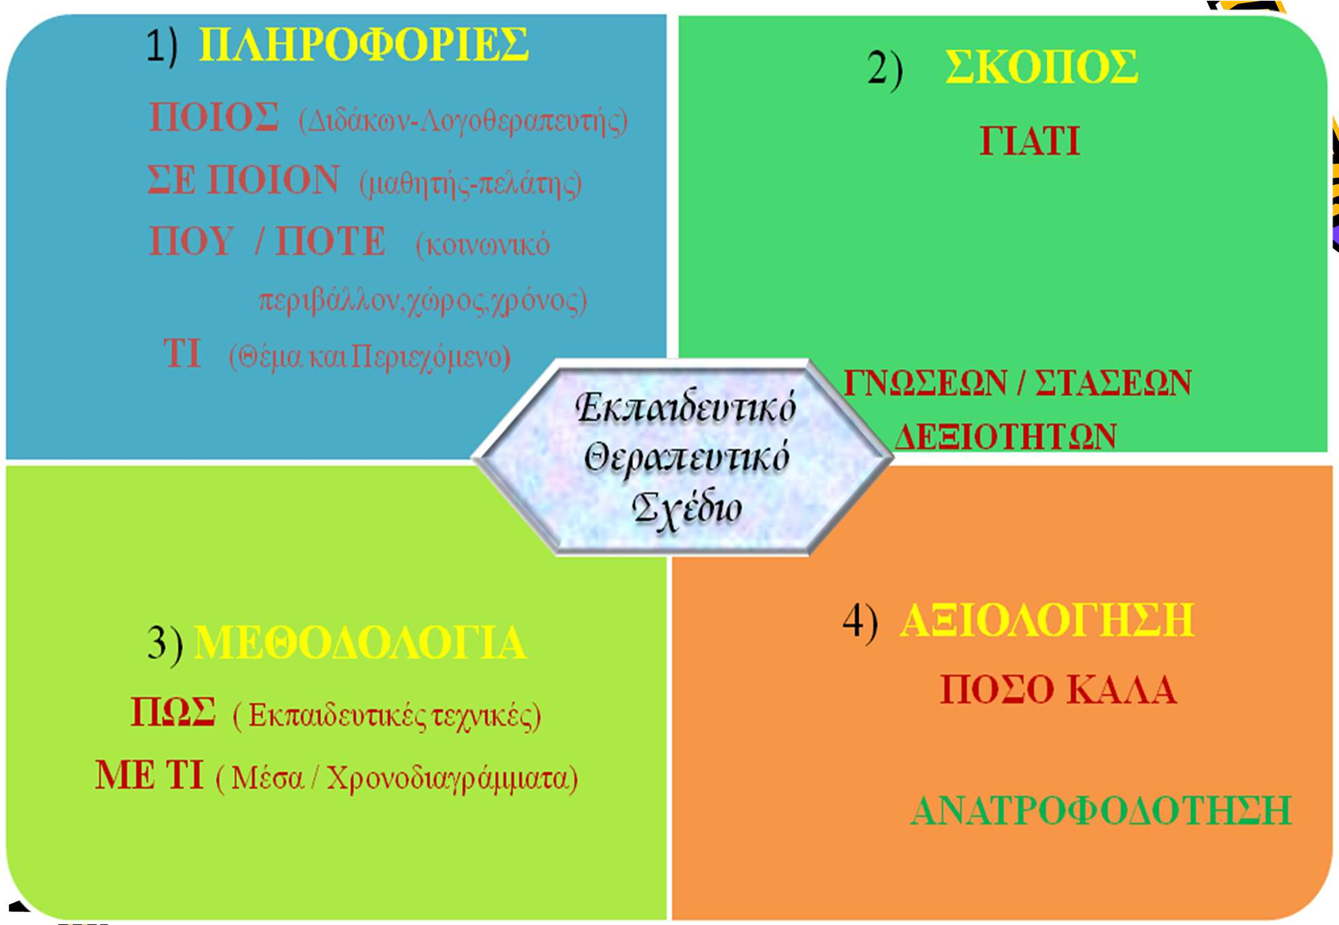 1) ΠΛΗΡΟΦΟΡΙΕΣ
ΠΟΙΟΣ (Διδάκων-Λογοθεραπευτής)
ΣΕ ΠΟΙΟΝ (μαθητής-πελάτης)
ΠΟΥ / ΠΟΤΕ (κοινωνικό
περιβάλλον,χώρος,χρόνος)
ΤΙ (Θέμα και Περιεχόμενο)
2) ΣΚΟΠΟΣ
ΓΙΑΤΙ
ΓΝΩΣΕΩΝ / ΣΤΑΣΕΩΝ
ΔΕΞΙΟΤΗΤΩΝ
Εκπαιδευτικό
Θεραπευτικό
Σχέδιο
3) ΜΕΘΟΔΟΛΟΓΙΑ
ΠΩΣ ( Εκπαιδευτικές τεχνικές)
ΜΕ ΤΙ ( Μέσα / Χρονοδιαγράμματα)
4) ΑΞΙΟΛΟΓΗΣΗ
ΠΟΣΟ ΚΑΛΑ
ΑΝΑΤΡΟΦΟΔΟΤΗΣΗ